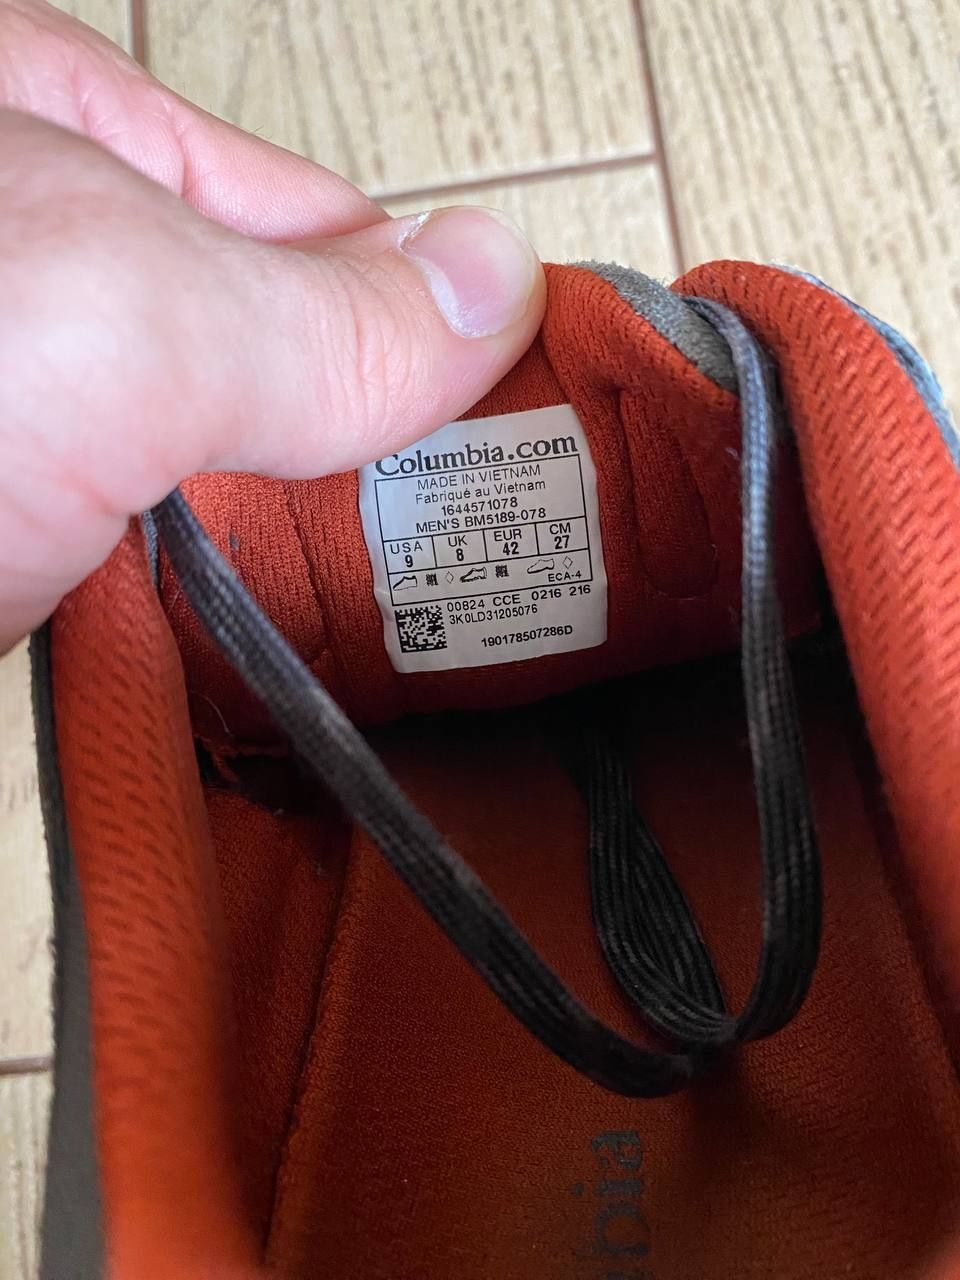 Columbia.com
MADE IN VIETNAM
Fabriqué au Vietnam
1644571078
MEN'S BM5189-078
USA UK EUR CM
9 8 42 27
ECA-4
00824 CCE 0216 216
3K0LD31205076
190178507286D